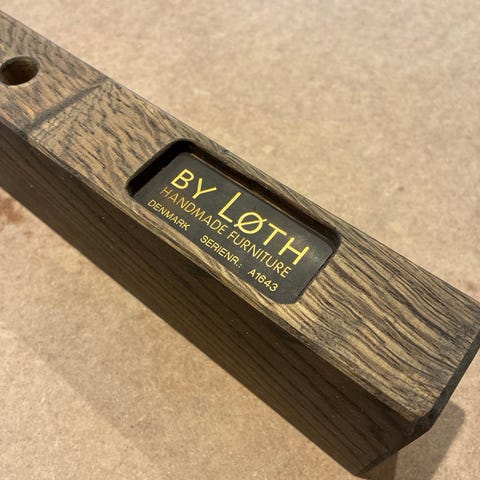 BY LØTH
HANDMADE FURNITURE
DENMARK SERIENR.: A1643